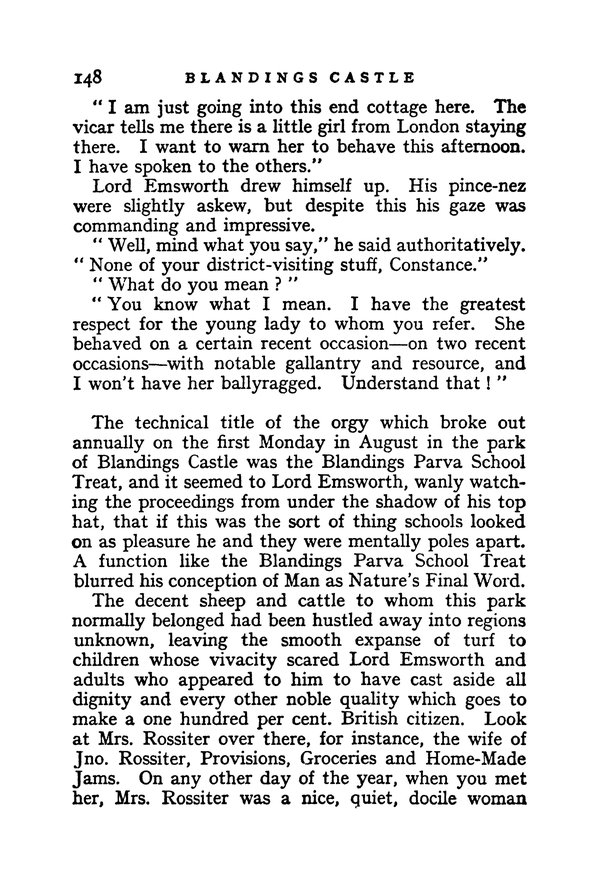 148 BLANDINGS CASTLE
" I am just going into this end cottage here. The
vicar tells me there is a little girl from London staying
there. I want to warn her to behave this afternoon.
I have spoken to the others."
Lord Emsworth drew himself up. His pince-nez
were slightly askew, but despite this his gaze was
commanding and impressive.
" Well, mind what you say," he said authoritatively.
" None of your district-visiting stuff, Constance."
" What do you mean ? "
" You know what I mean. I have the greatest
respect for the young lady to whom you refer. She
behaved on a certain recent occasion—on two recent
occasions—with notable gallantry and resource, and
I won't have her ballyragged. Understand that ! "
The technical title of the orgy which broke out
annually on the first Monday in August in the park
of Blandings Castle was the Blandings Parva School
Treat, and it seemed to Lord Emsworth, wanly watch-
ing the proceedings from under the shadow of his top
hat, that if this was the sort of thing schools looked
on as pleasure he and they were mentally poles apart.
A function like the Blandings Parva School Treat
blurred his conception of Man as Nature's Final Word.
The decent sheep and cattle to whom this park
normally belonged had been hustled away into regions
unknown, leaving the smooth expanse of turf to
children whose vivacity scared Lord Emsworth and
adults who appeared to him to have cast aside all
dignity and every other noble quality which goes to
make a one hundred per cent. British citizen. Look
at Mrs. Rossiter over there, for instance, the wife of
Jno. Rossiter, Provisions, Groceries and Home-Made
Jams. On any other day of the year, when you met
her, Mrs. Rossiter was a nice, quiet, docile woman